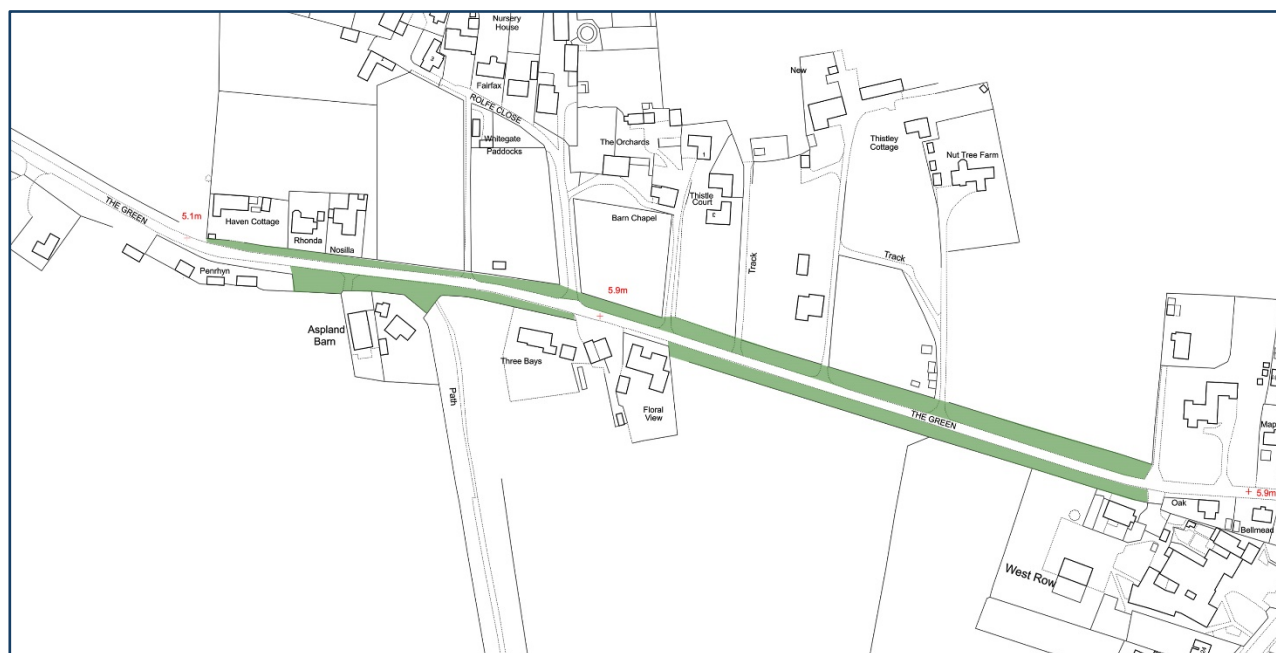 Nursery
House
3
Fairfax
ROLFE CLOSE
Whitegate
Paddocks
The Orchards
1
New
Thistley
Cottage
Nut Tree Farm
THE GREEN
5.1m
Haven Cottage
Rhonda
Nosilla
Penrhyn
Barn Chapel
Thistle
Court
3
Track
Track
5.9m
Aspland
Barn
Three Bays
Path
Floral
View
THE GREEN
Map
5.9m
Oak
Bellmead
West Row